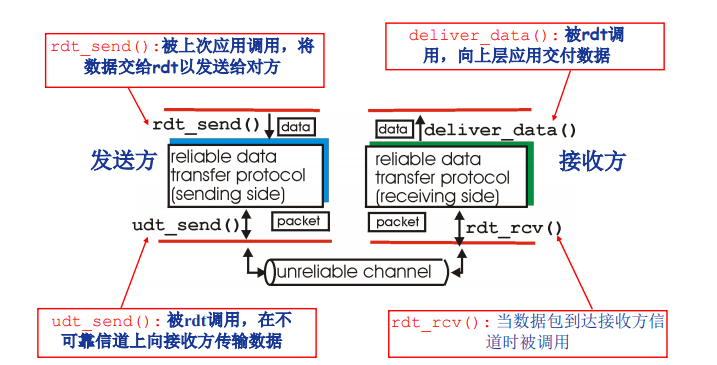 rdt_send():被上次应用调用，将
数据交给rdt以发送给对方
deliver_data()：被rdt调
用，向上层应用交付数据
rdt_send()
data
data
deliver_data()
发送方
reliable data
transfer protocol
(sending side)
reliable data
transfer protocol
(receiving side)
接收方
udt_send()
packet
packet
rdt_rcv()
unreliable channel
udt_send()：被rdt调用，在不
可靠信道上向接收方传输数据
rdt_rcv()：当数据包到达接收方信
道时被调用